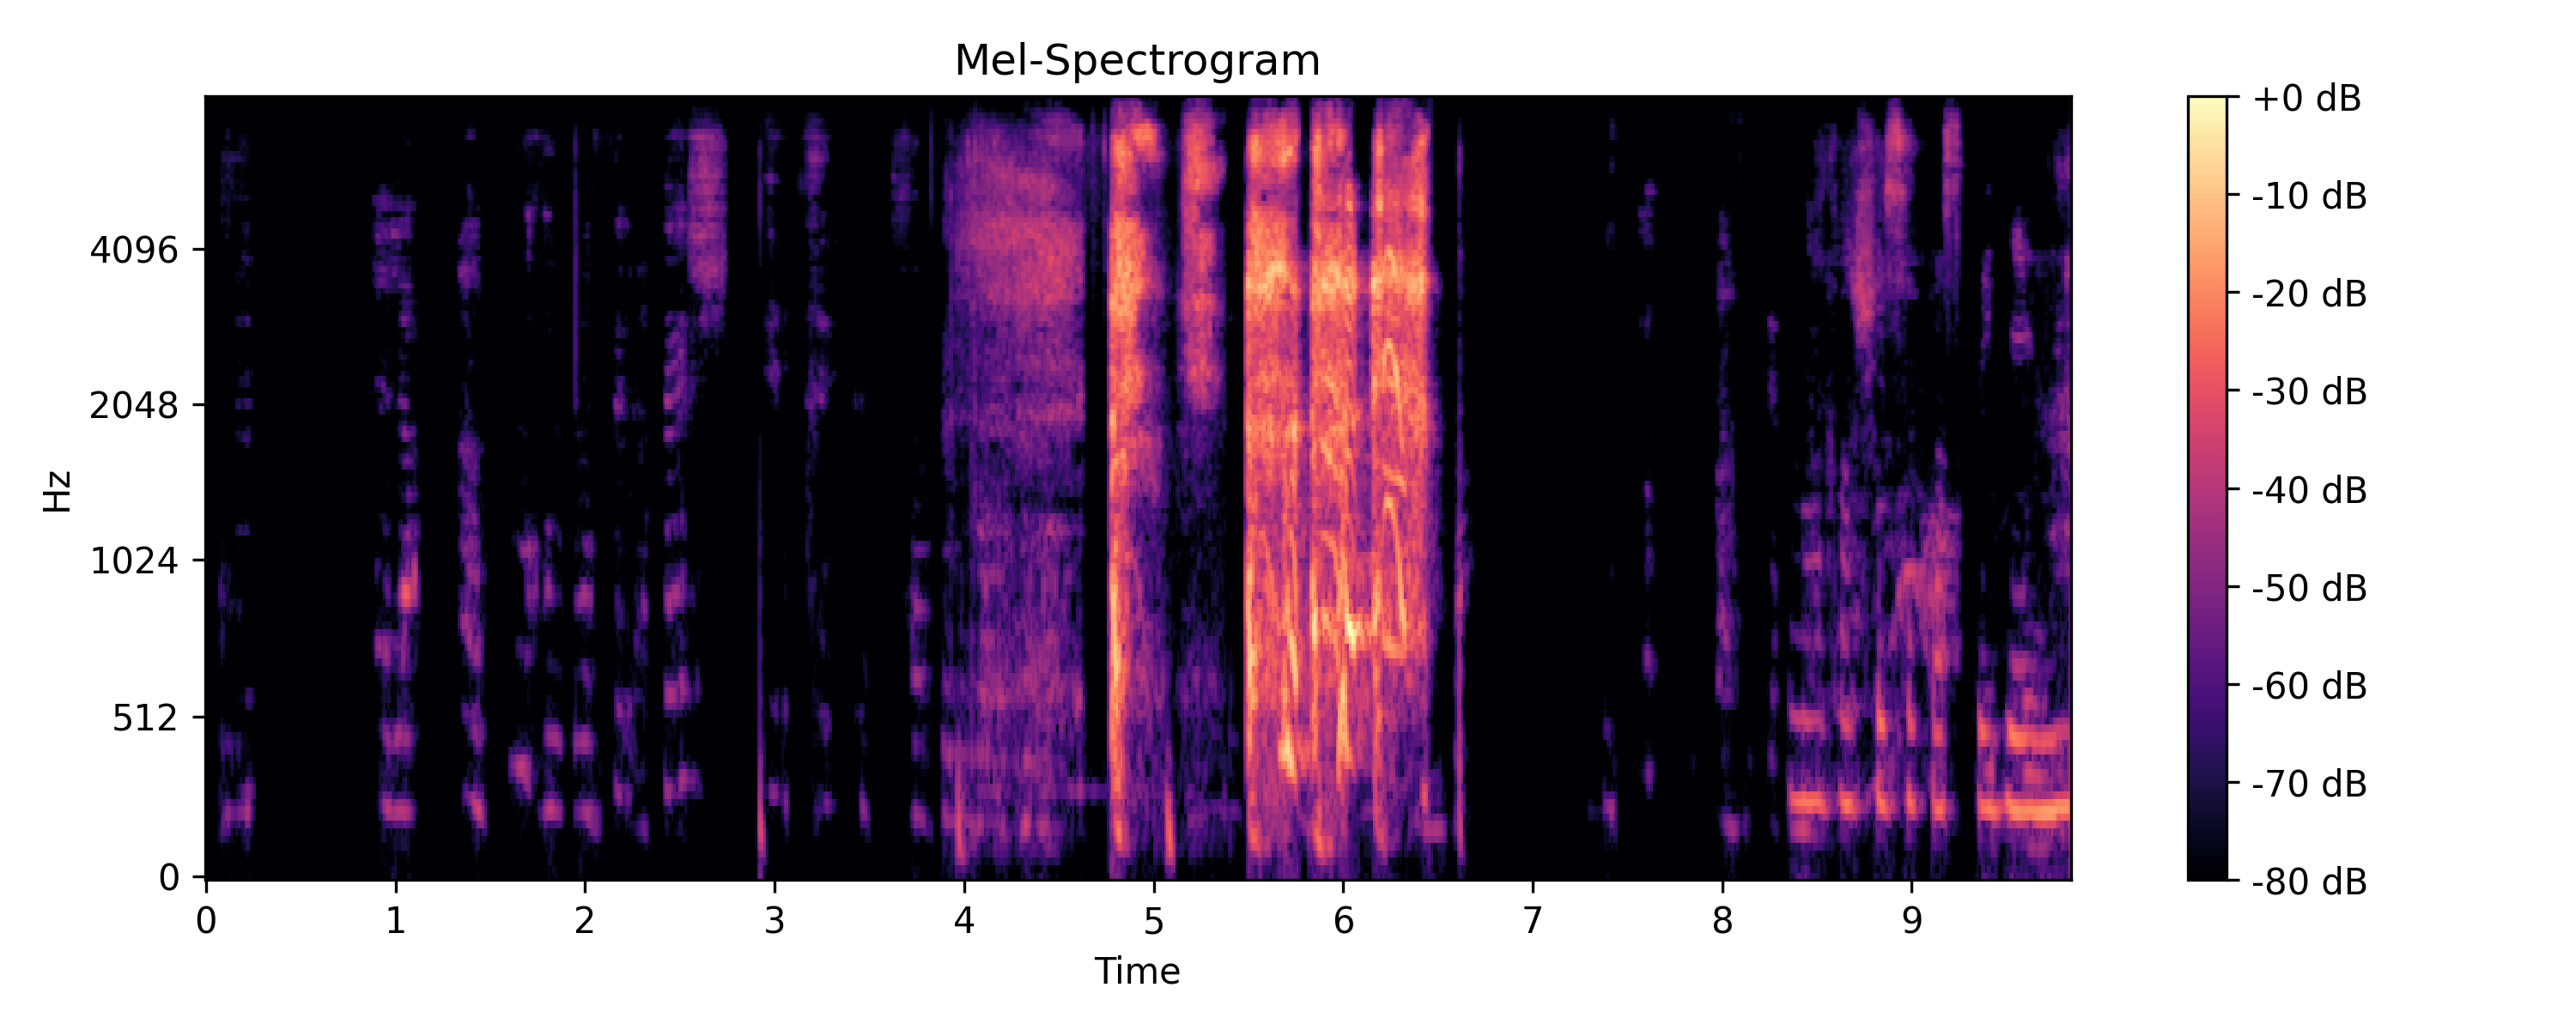 Mel-Spectrogram
+0 dB
-10 dB
-20 dB
-30 dB
-40 dB
-50 dB
-60 dB
-70 dB
-80 dB
Hz
4096
2048
1024
512
0
0 1 2 3 4 5 6 7 8 9
Time